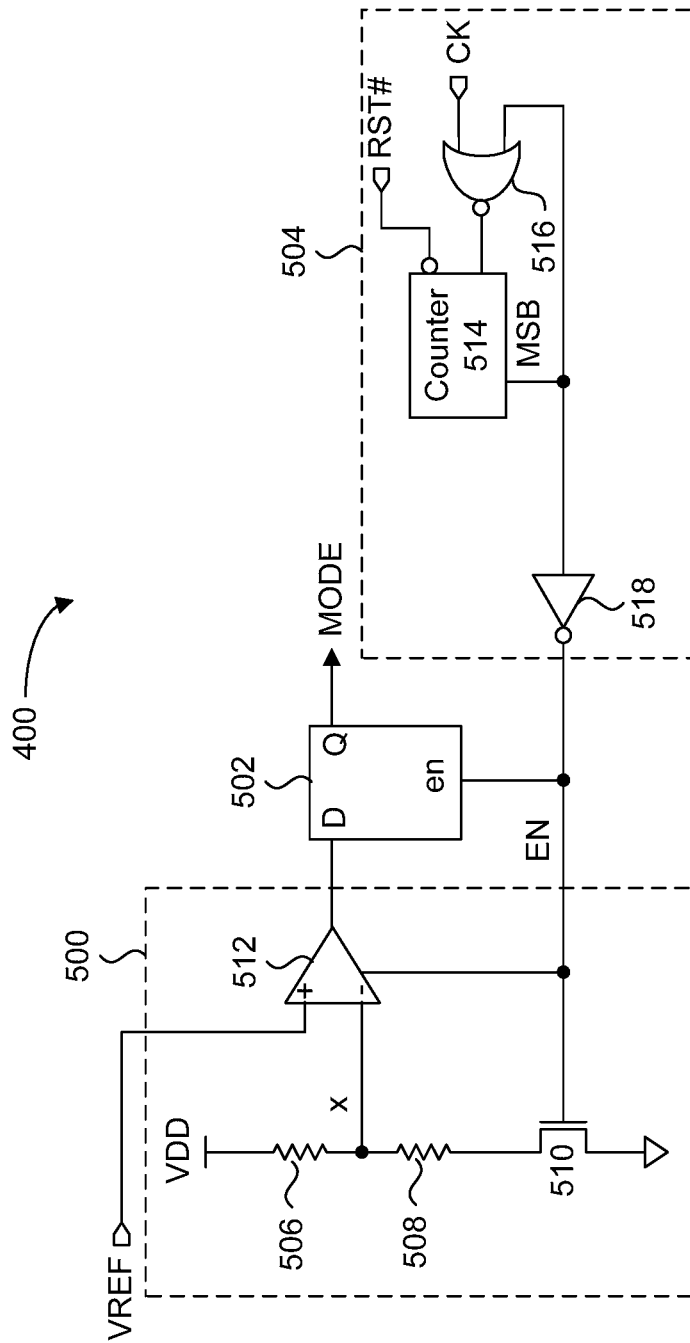 400
500
VREF
VDD
506
508
x
510
+
-
512
502
D
Q
en
MODE
EN
504
RST#
CK
Counter
514
MSB
516
518